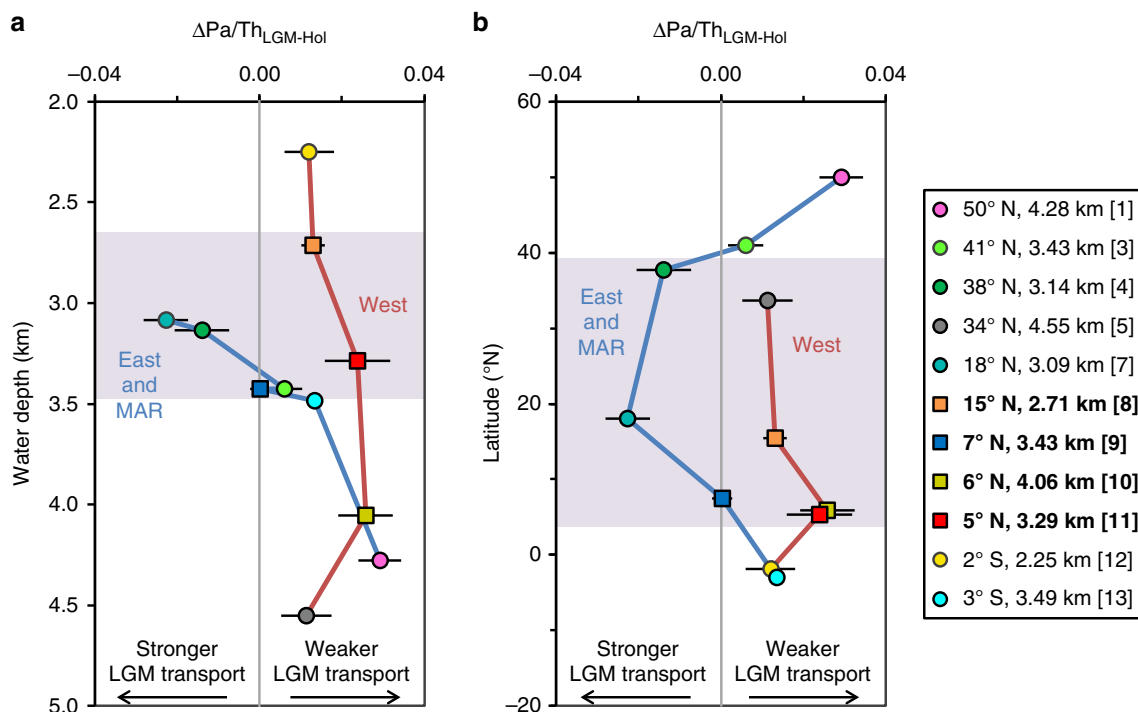 a
ΔPa/ThLGM-Hol
–0.04 0.00 0.04
2.0
2.5
3.0
3.5
4.0
4.5
5.0
Water depth (km)
West
East
and
MAR
Stronger
LGM transport
Weaker
LGM transport
b
ΔPa/ThLGM-Hol
–0.04 0.00 0.04
60
40
20
0
–20
Latitude (°N)
East
and
MAR
West
Stronger
LGM transport
Weaker
LGM transport
50° N, 4.28 km [1]
41° N, 3.43 km [3]
38° N, 3.14 km [4]
34° N, 4.55 km [5]
18° N, 3.09 km [7]
15° N, 2.71 km [8]
7° N, 3.43 km [9]
6° N, 4.06 km [10]
5° N, 3.29 km [11]
2° S, 2.25 km [12]
3° S, 3.49 km [13]